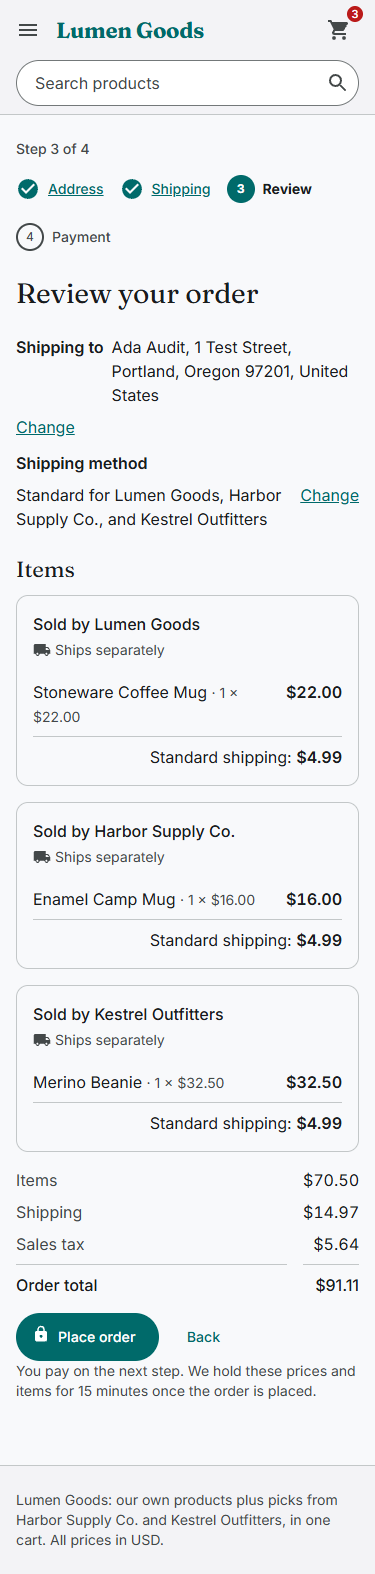 Lumen Goods
3
Search products
Step 3 of 4
Address Shipping 3 Review
4 Payment
Review your order
Shipping to Ada Audit, 1 Test Street,
Portland, Oregon 97201, United
States
Change
Shipping method
Standard for Lumen Goods, Harbor Change
Supply Co., and Kestrel Outfitters
Items
Sold by Lumen Goods
Ships separately
Stoneware Coffee Mug · 1 × $22.00
$22.00
Standard shipping: $4.99
Sold by Harbor Supply Co.
Ships separately
Enamel Camp Mug · 1 × $16.00 $16.00
Standard shipping: $4.99
Sold by Kestrel Outfitters
Ships separately
Merino Beanie · 1 × $32.50 $32.50
Standard shipping: $4.99
Items $70.50
Shipping $14.97
Sales tax $5.64
Order total $91.11
Place order Back
You pay on the next step. We hold these prices and
items for 15 minutes once the order is placed.
Lumen Goods: our own products plus picks from
Harbor Supply Co. and Kestrel Outfitters, in one
cart. All prices in USD.